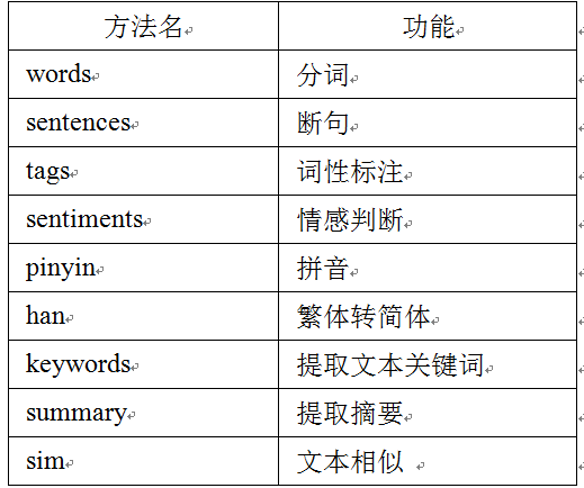 方法名 功能
words 分词
sentences 断句
tags 词性标注
sentiments 情感判断
pinyin 拼音
han 繁体转简体
keywords 提取文本关键词
summary 提取摘要
sim 文本相似